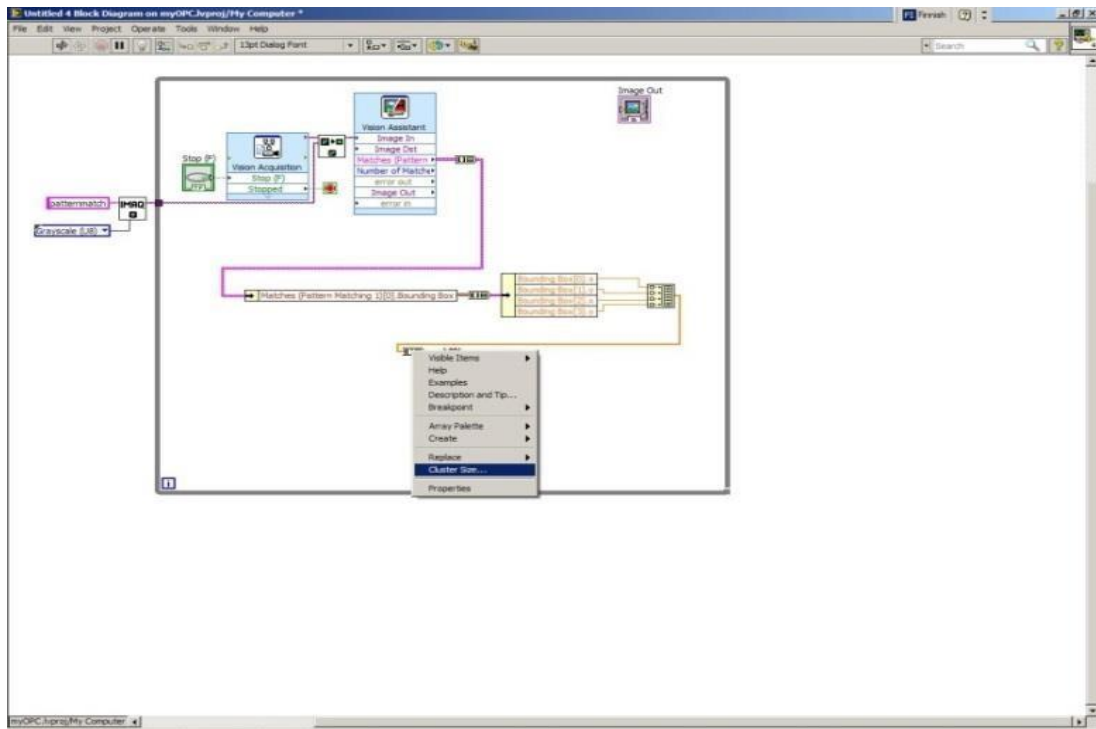 Untitled 4 Block Diagram on myOPC.lvproj/My Computer *
Finnish
File Edit View Project Operate Tools Window Help
13pt Dialog Font
Search
Image Out
Vision Assistant
Image In
Image Dst
Matches (Pattern
Number of Matche
error out
Image Out
error in
Stop (F)
Vision Acquisition
Stop (F)
Stopped
patternmatch
IMAQ
Grayscale (U8)
Matches (Pattern Matching 1)[0].Bounding Box
Bounding Box[0].x
Bounding Box[1].y
Bounding Box[2].x
Bounding Box[3].x
Visible Items
Help
Examples
Description and Tip...
Breakpoint
Array Palette
Create
Replace
Cluster Size...
Properties
i
myOPC.lvproj/My Computer